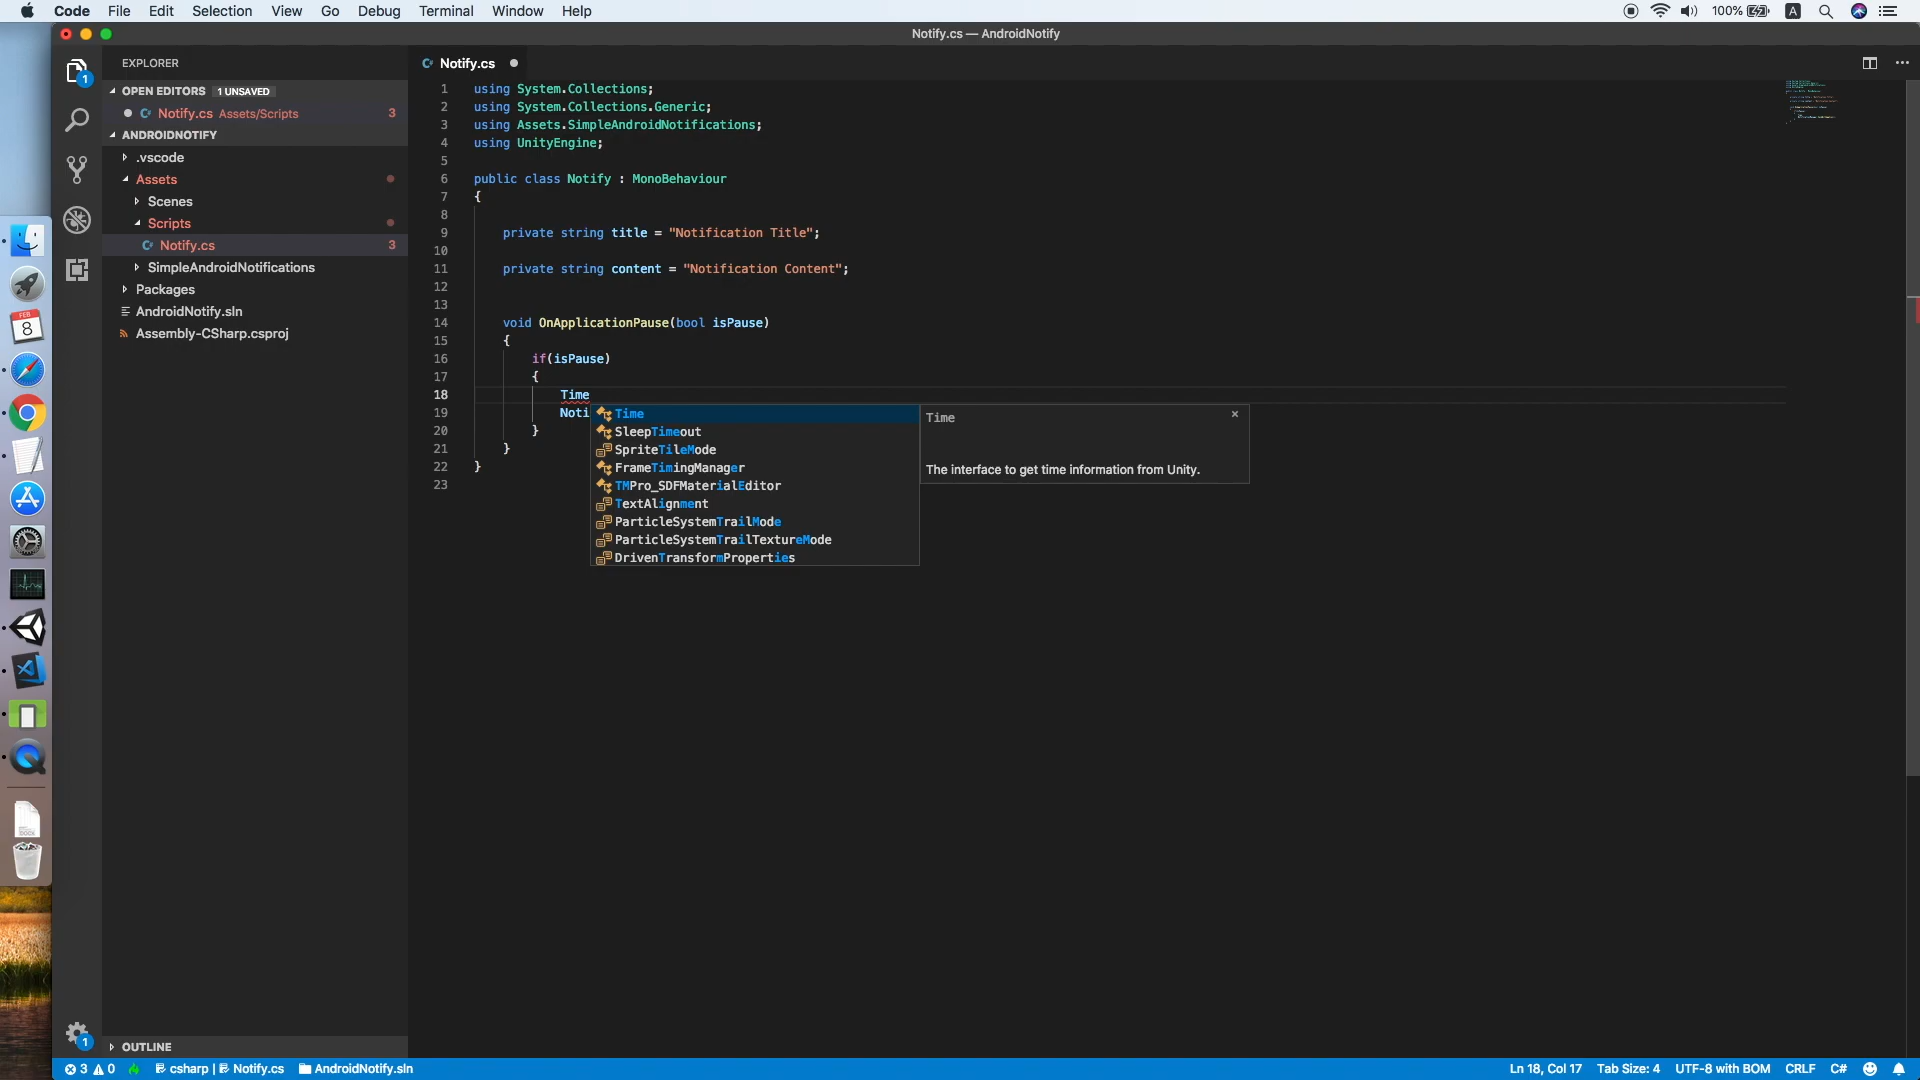 Code File Edit Selection View Go Debug Terminal Window Help
100%
A
Notify.cs — AndroidNotify
EXPLORER
1
OPEN EDITORS 1 UNSAVED
Notify.cs Assets/Scripts 3
ANDROIDNOTIFY
.vscode
Assets
Scenes
Scripts
Notify.cs 3
SimpleAndroidNotifications
Packages
AndroidNotify.sln
Assembly-CSharp.csproj
FEB
8
DOCX
Notify.cs
1 using System.Collections;
2 using System.Collections.Generic;
3 using Assets.SimpleAndroidNotifications;
4 using UnityEngine;
5
6 public class Notify : MonoBehaviour
7 {
8
9 private string title = "Notification Title";
10
11 private string content = "Notification Content";
12
13
14 void OnApplicationPause(bool isPause)
15 {
16 if(isPause)
17 {
18 Time
19 Noti
20 }
21 }
22 }
23
Time
SleepTimeout
SpriteTileMode
FrameTimingManager
TMPro_SDFMaterialEditor
TextAlignment
ParticleSystemTrailMode
ParticleSystemTrailTextureMode
DrivenTransformProperties
Time
The interface to get time information from Unity.
1
OUTLINE
3 0 csharp | Notify.cs AndroidNotify.sln
Ln 18, Col 17 Tab Size: 4 UTF-8 with BOM CRLF C#